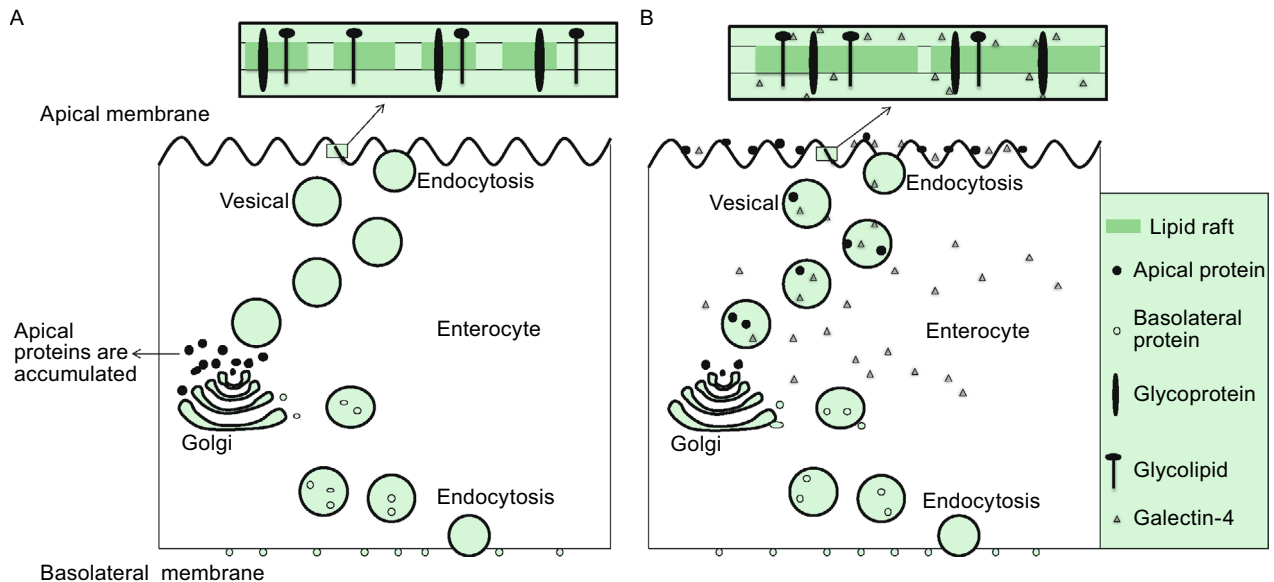 A
Apical membrane
Endocytosis
Vesical
Enterocyte
Apical
proteins are
accumulated
Golgi
Endocytosis
Basolateral membrane
B
Endocytosis
Vesical
Enterocyte
Golgi
Endocytosis
Lipid raft
Apical protein
Basolateral
protein
Glycoprotein
Glycolipid
Galectin-4